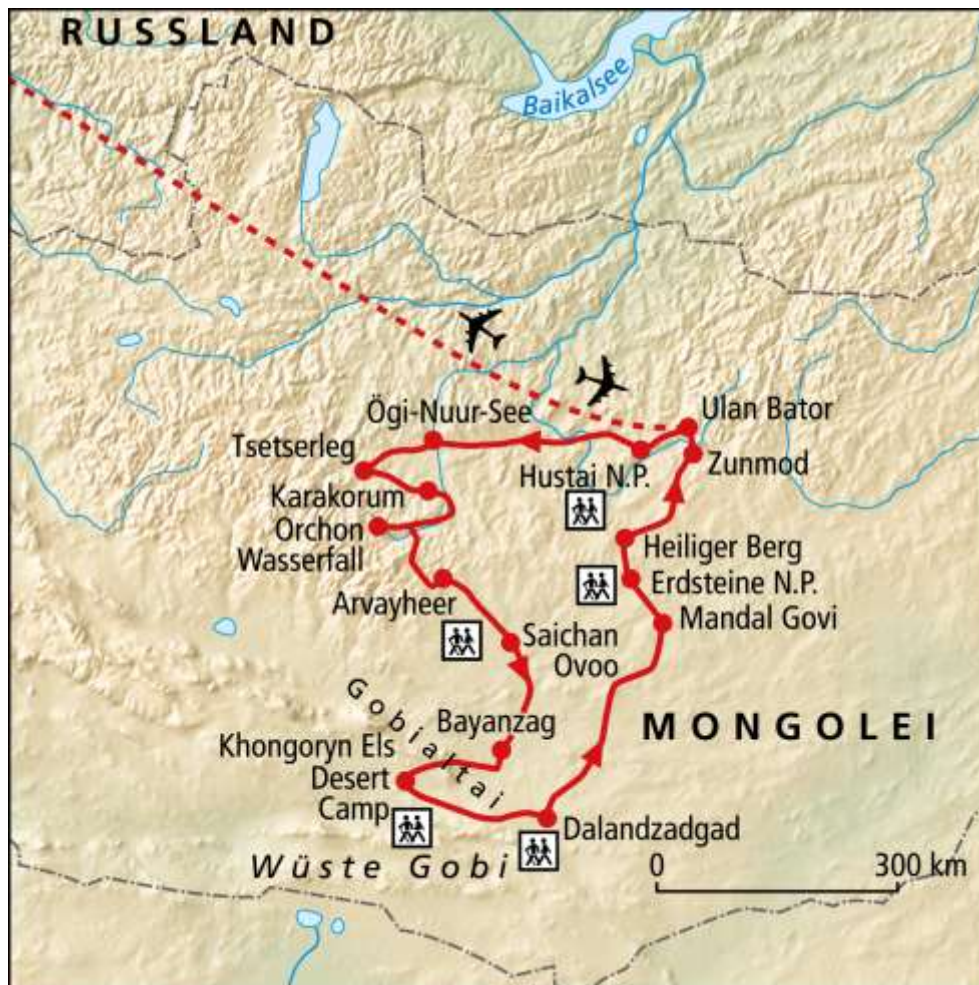 RUSSLAND
Baikalsee
Ögi-Nuur-See
Ulan Bator
Tsetserleg
Hustai N.P.
Zunmod
Karakorum
Orchon
Wasserfall
Heiliger Berg
Arvayheer
Erdsteine N.P.
Mandal Govi
Saichan
Ovoo
Gobialtai
Bayanzag
MONGOLEI
Khongoryn Els
Desert
Camp
Dalandzadgad
Wüste Gobi
0 300 km